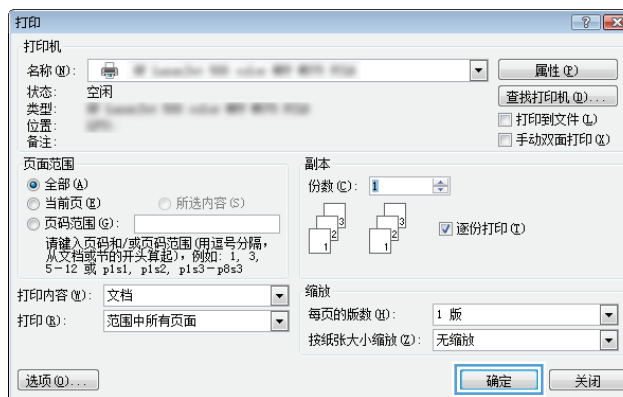 打印
打印机
名称(N):
属性(P)
状态: 空闲
查找打印机(D)...
类型:
位置:
打印到文件(L)
备注:
手动双面打印(X)
页面范围
全部(A)
当前页(E) 所选内容(S)
页码范围(G):
请键入页码和/或页码范围(用逗号分隔,
从文档或节的开头算起),例如: 1, 3,
5-12 或 p1s1, p1s2, p1s3-p8s3
副本
份数(C): 1
3 3
2 2
1 1
逐份打印(T)
打印内容(W): 文档
打印(R): 范围中所有页面
缩放
每页的版数(H): 1 版
按纸张大小缩放(Z): 无缩放
选项(O)...
确定 关闭